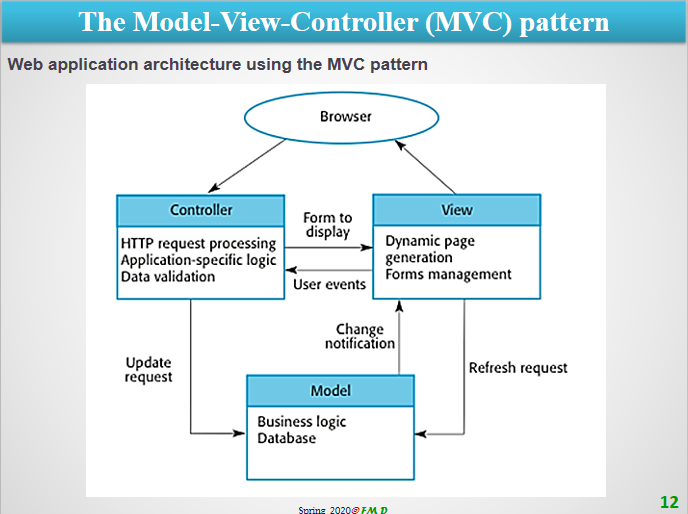 The Model-View-Controller (MVC) pattern
Web application architecture using the MVC pattern
Browser
Controller
HTTP request processing
Application-specific logic
Data validation
Form to
display
User events
View
Dynamic page
generation
Forms management
Update
request
Change
notification
Refresh request
Model
Business logic
Database
Spring 2020@F.M.D
12